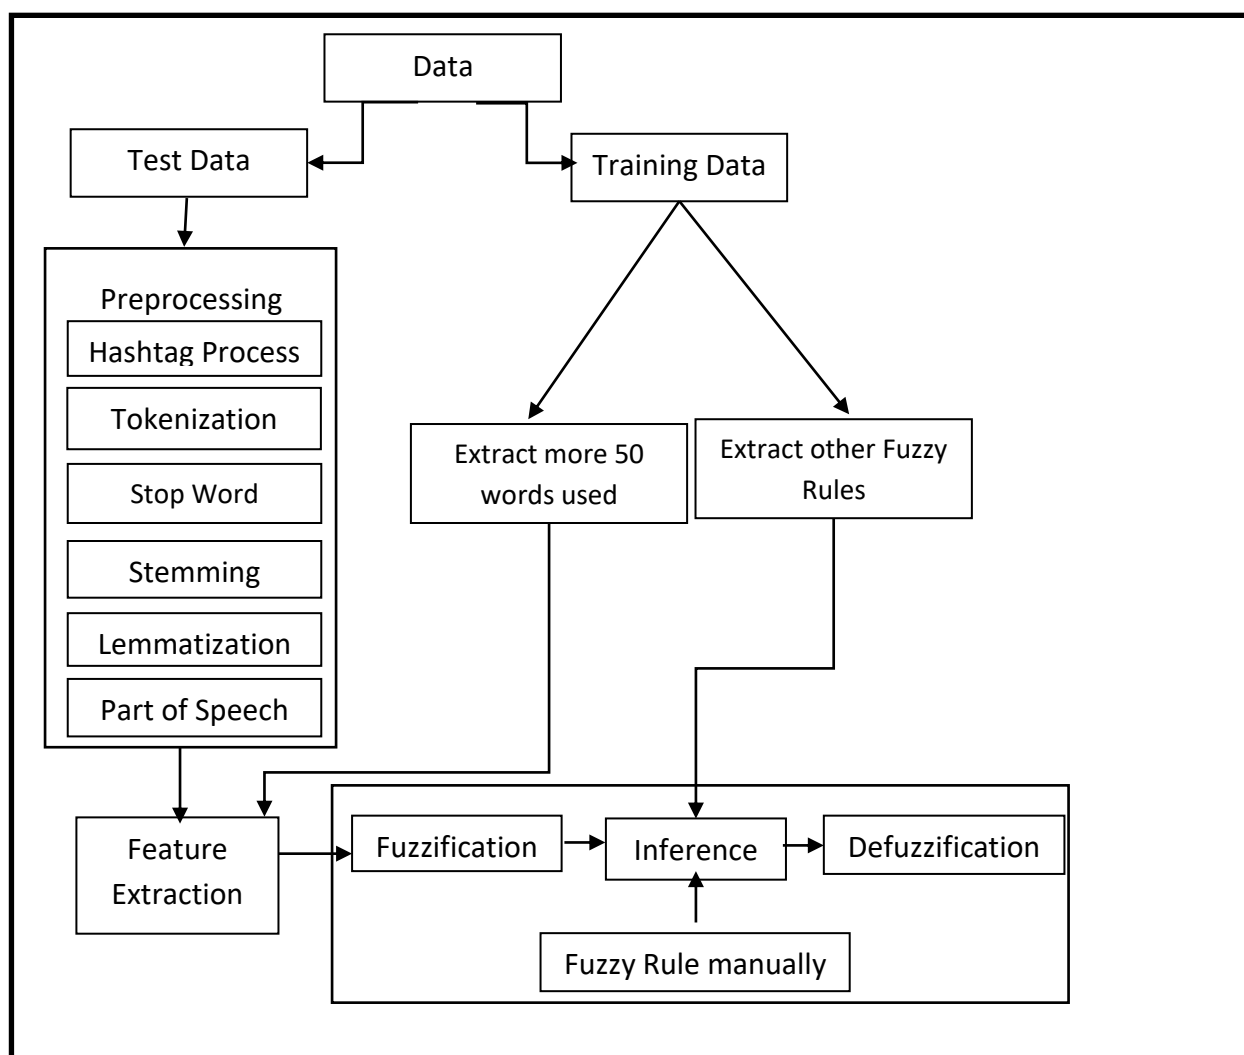 Data
Test Data
Training Data
Preprocessing
Hashtag Process
Tokenization
Stop Word
Stemming
Lemmatization
Part of Speech
Extract more 50
words used
Extract other Fuzzy
Rules
Feature
Extraction
Fuzzification
Inference
Defuzzification
Fuzzy Rule manually